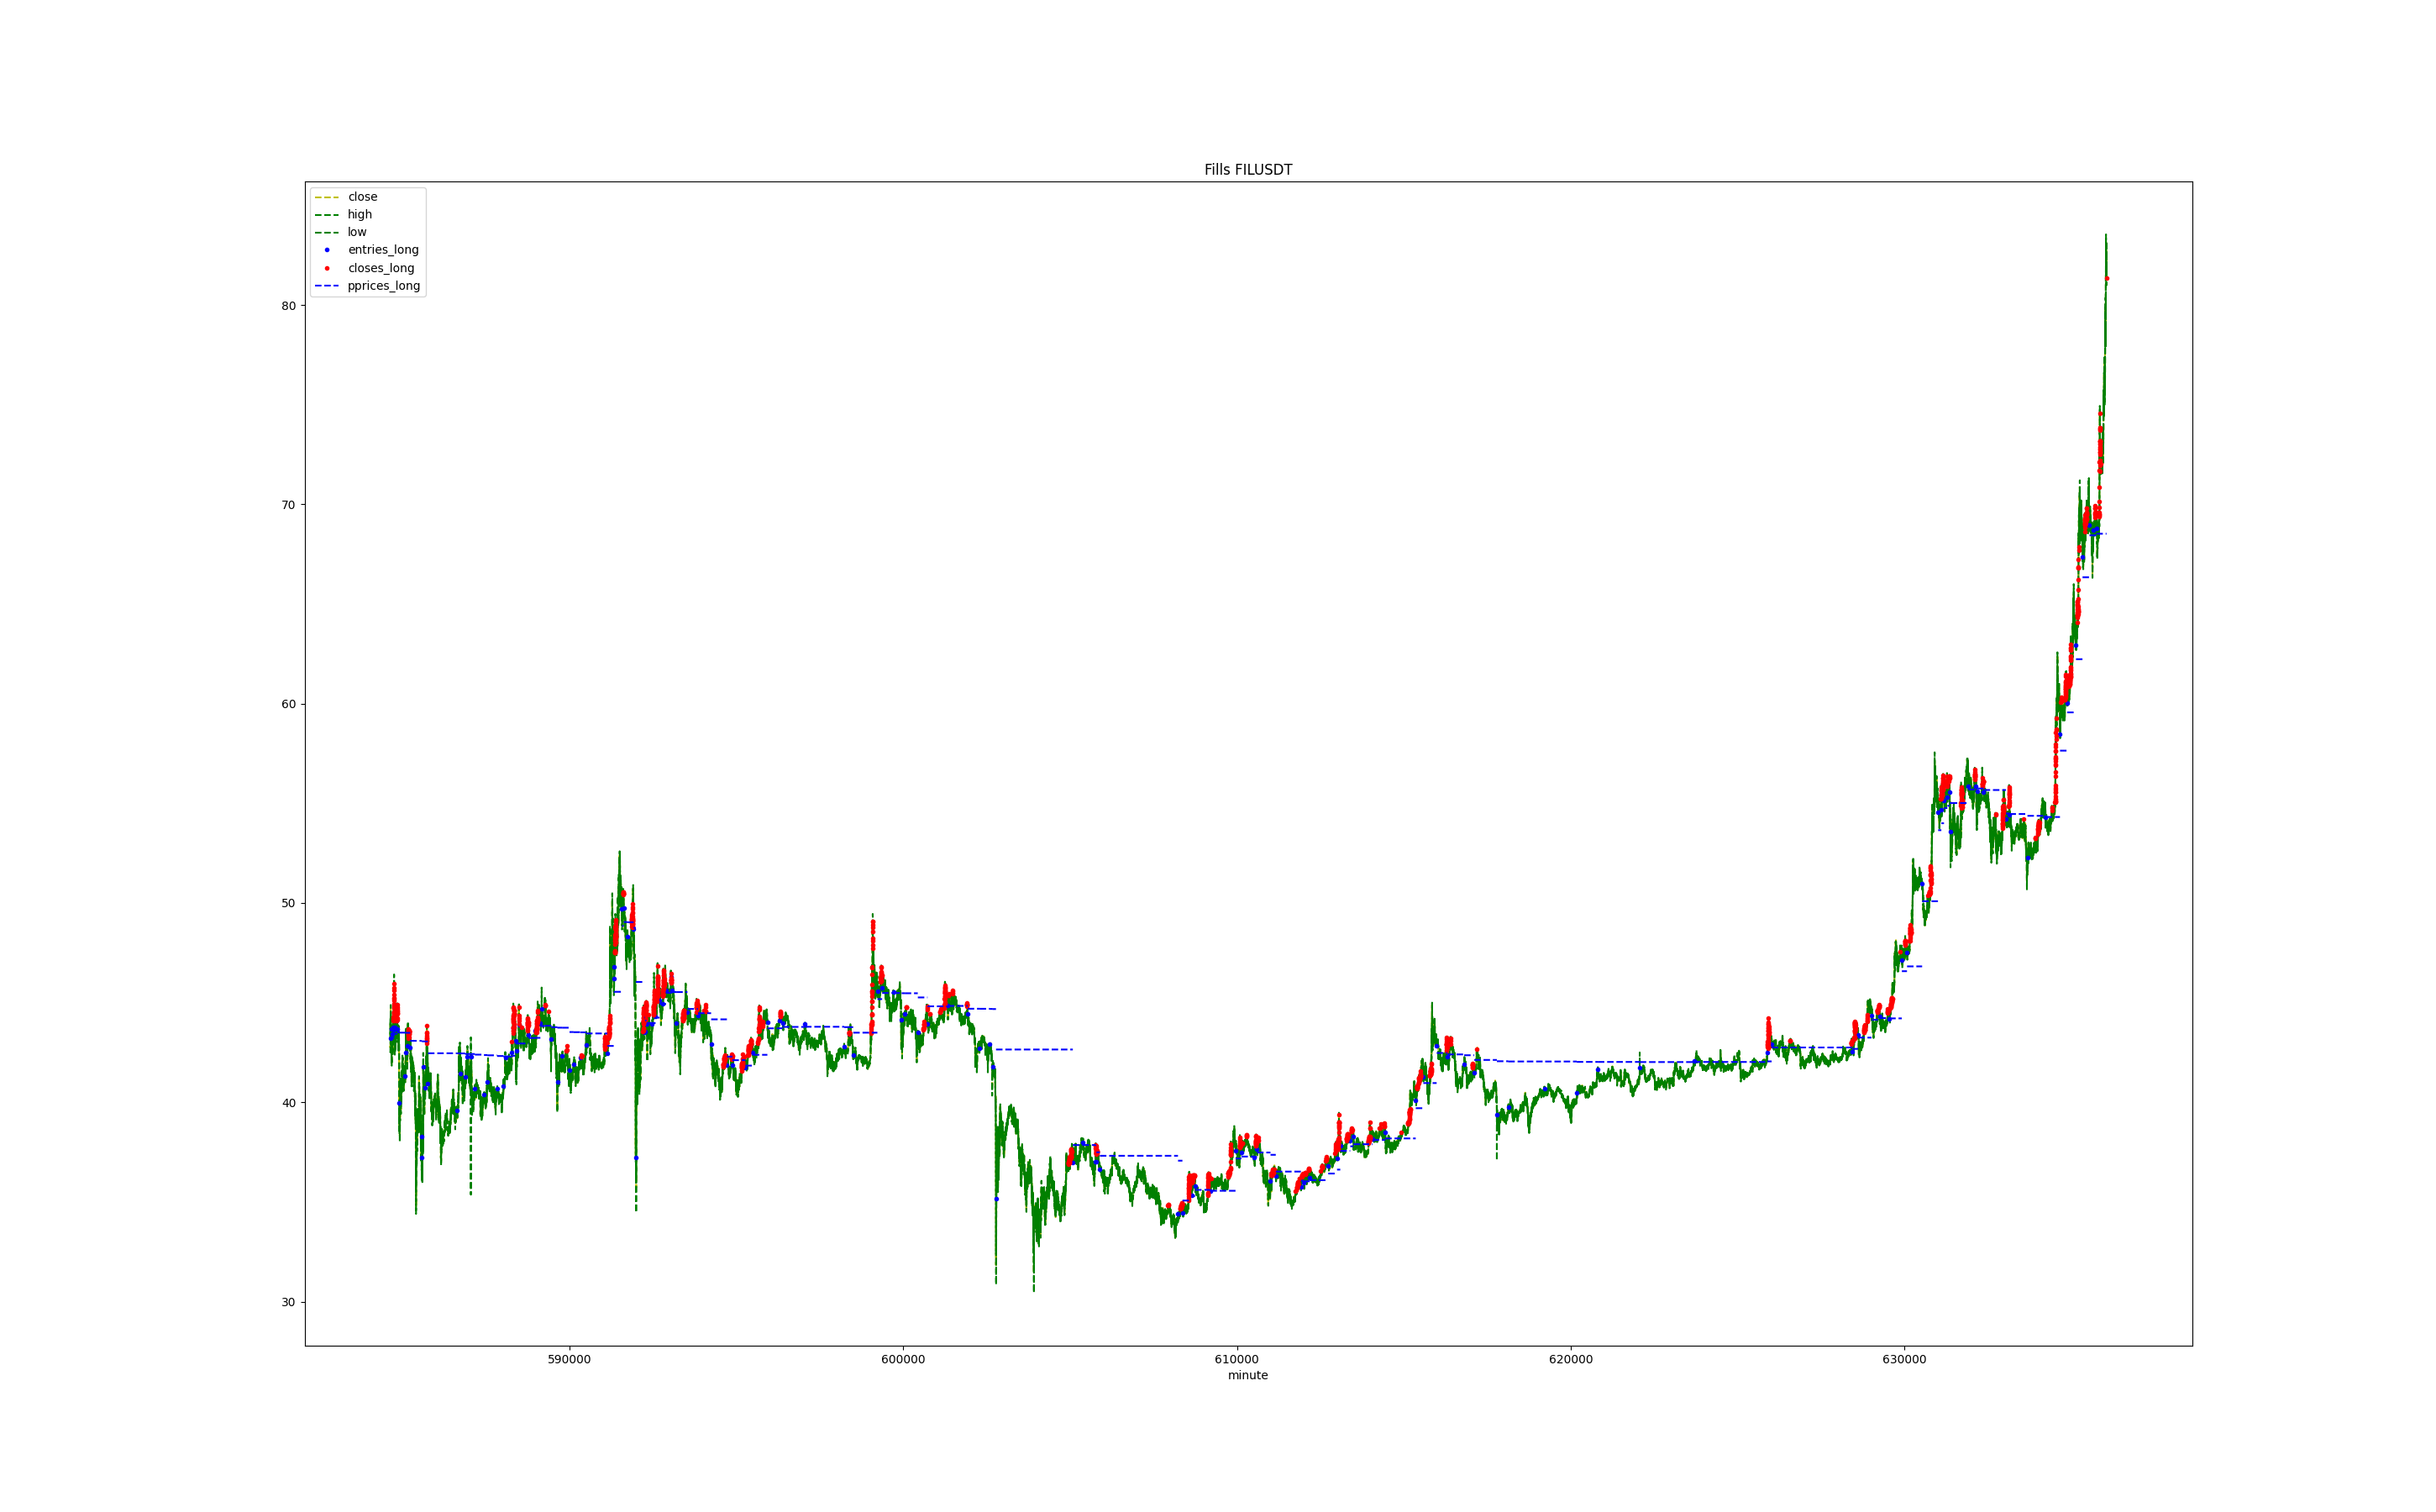 Fills FILUSDT
close
high
low
entries_long
closes_long
pprices_long
80
70
60
50
40
30
590000 600000 610000 620000 630000
minute